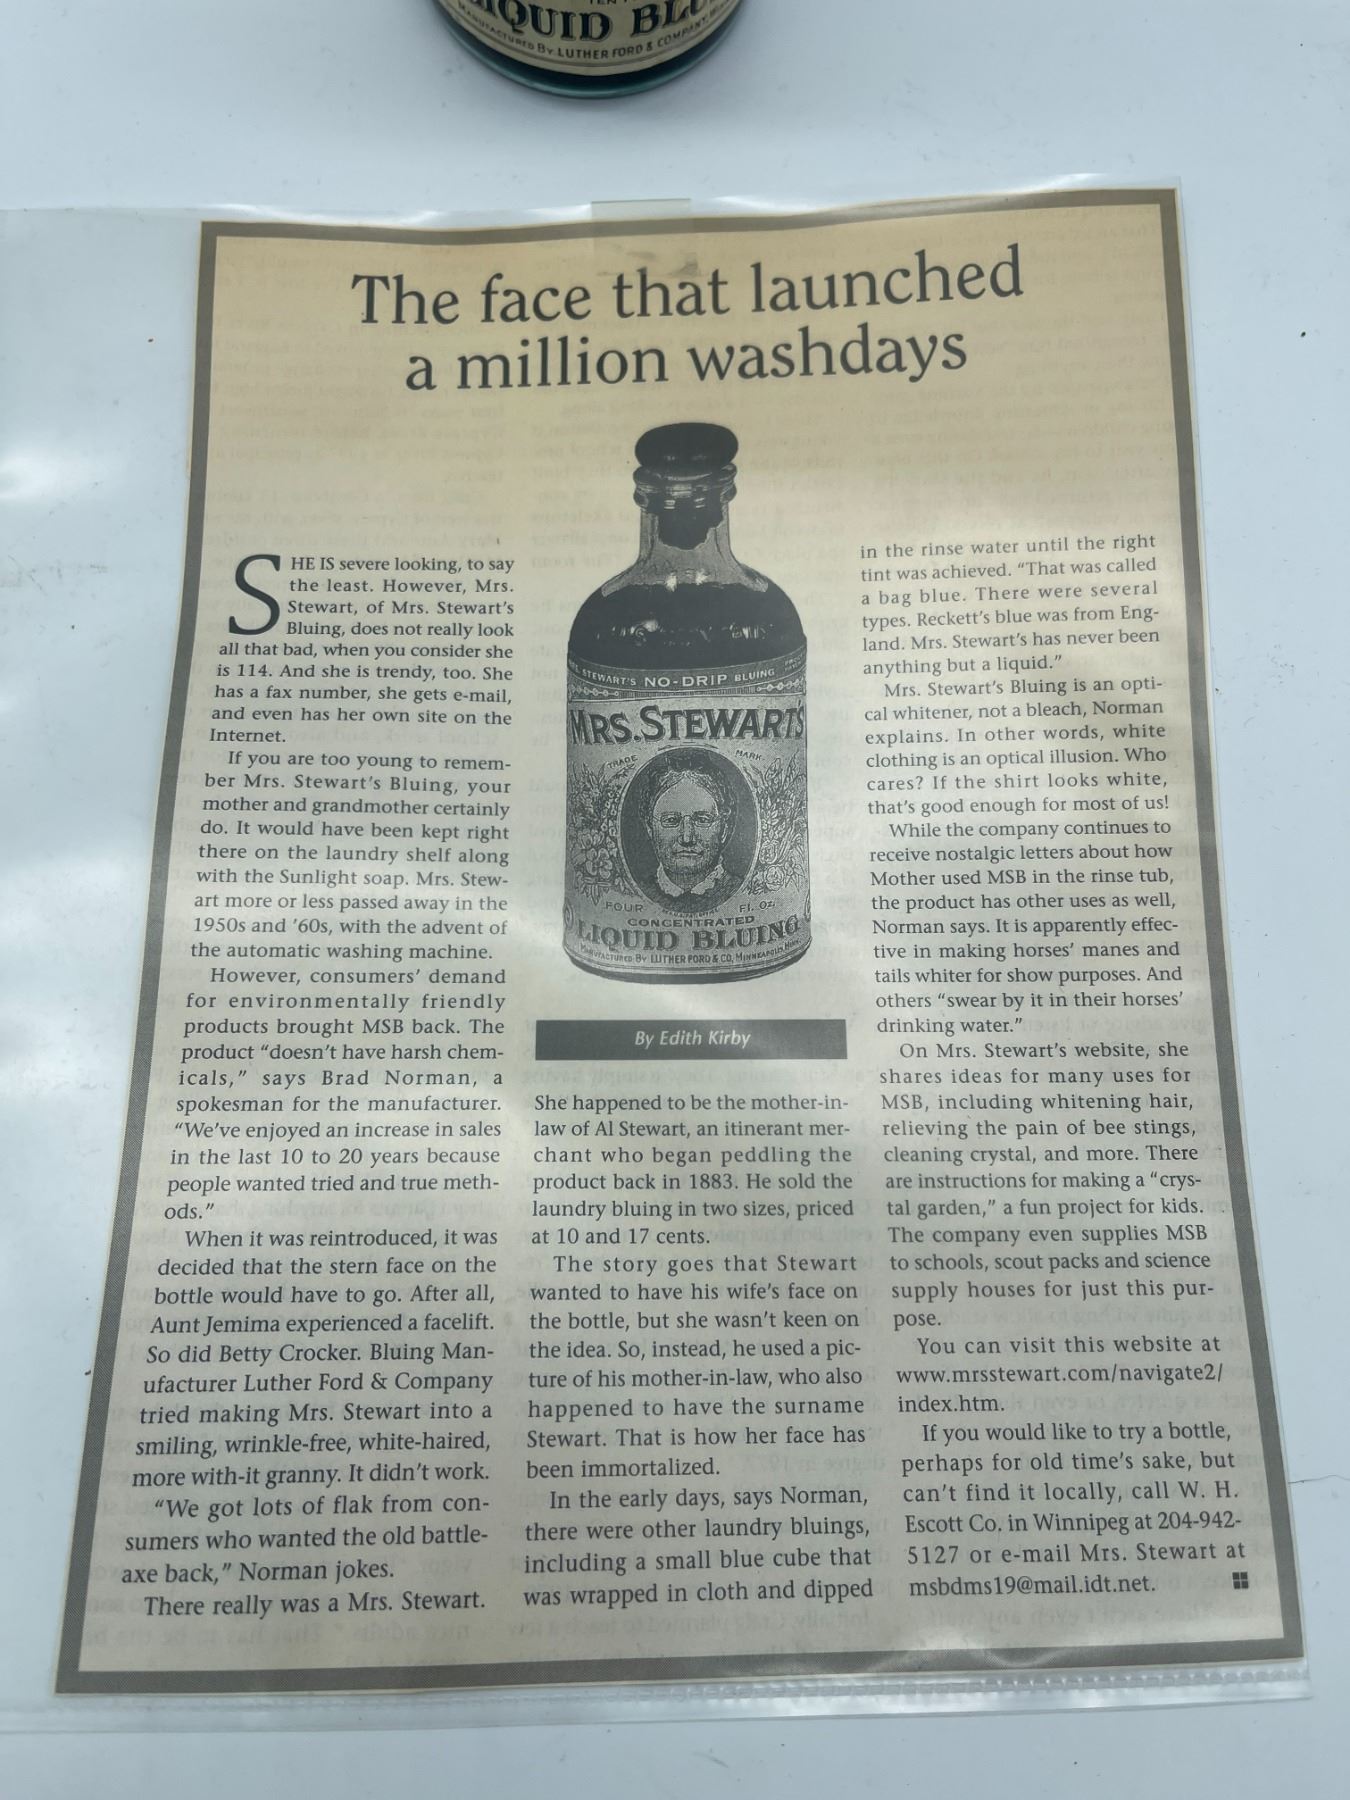 LIQUID BLU
MANUFACTURED BY LUTHER FORD & COMPANY,
The face that launched
a million washdays
SHE IS severe looking, to say
the least. However, Mrs.
Stewart, of Mrs. Stewart's
Bluing, does not really look
all that bad, when you consider she
is 114. And she is trendy, too. She
has a fax number, she gets e-mail,
and even has her own site on the
Internet.
If you are too young to remem-
ber Mrs. Stewart's Bluing, your
mother and grandmother certainly
do. It would have been kept right
there on the laundry shelf along
with the Sunlight soap. Mrs. Stew-
art more or less passed away in the
1950s and '60s, with the advent of
the automatic washing machine.
However, consumers' demand
for environmentally friendly
products brought MSB back. The
product "doesn't have harsh chem-
icals," says Brad Norman, a
spokesman for the manufacturer.
"We've enjoyed an increase in sales
in the last 10 to 20 years because
people wanted tried and true meth-
ods."
When it was reintroduced, it was
decided that the stern face on the
bottle would have to go. After all,
Aunt Jemima experienced a facelift.
So did Betty Crocker. Bluing Man-
ufacturer Luther Ford & Company
tried making Mrs. Stewart into a
smiling, wrinkle-free, white-haired,
more with-it granny. It didn't work.
"We got lots of flak from con-
sumers who wanted the old battle-
axe back," Norman jokes.
There really was a Mrs. Stewart.
STEWART'S NO-DRIP BLUING
MRS. STEWART'S
TRADE MARK
FOUR FL. OZ.
CONCENTRATED
LIQUID BLUING
MANUFACTURED BY LUTHER FORD & CO., MINNEAPOLIS, MINN.
By Edith Kirby
She happened to be the mother-in-
law of Al Stewart, an itinerant mer-
chant who began peddling the
product back in 1883. He sold the
laundry bluing in two sizes, priced
at 10 and 17 cents.
The story goes that Stewart
wanted to have his wife's face on
the bottle, but she wasn't keen on
the idea. So, instead, he used a pic-
ture of his mother-in-law, who also
happened to have the surname
Stewart. That is how her face has
been immortalized.
In the early days, says Norman,
there were other laundry bluings,
including a small blue cube that
was wrapped in cloth and dipped
in the rinse water until the right
tint was achieved. "That was called
a bag blue. There were several
types. Reckett's blue was from Eng-
land. Mrs. Stewart's has never been
anything but a liquid."
Mrs. Stewart's Bluing is an opti-
cal whitener, not a bleach, Norman
explains. In other words, white
clothing is an optical illusion. Who
cares? If the shirt looks white,
that's good enough for most of us!
While the company continues to
receive nostalgic letters about how
Mother used MSB in the rinse tub,
the product has other uses as well,
Norman says. It is apparently effec-
tive in making horses' manes and
tails whiter for show purposes. And
others "swear by it in their horses'
drinking water."
On Mrs. Stewart's website, she
shares ideas for many uses for
MSB, including whitening hair,
relieving the pain of bee stings,
cleaning crystal, and more. There
are instructions for making a "crys-
tal garden," a fun project for kids.
The company even supplies MSB
to schools, scout packs and science
supply houses for just this pur-
pose.
You can visit this website at
www.mrsstewart.com/navigate2/
index.htm.
If you would like to try a bottle,
perhaps for old time's sake, but
can't find it locally, call W. H.
Escott Co. in Winnipeg at 204-942-
5127 or e-mail Mrs. Stewart at
msbdms19@mail.idt.net.